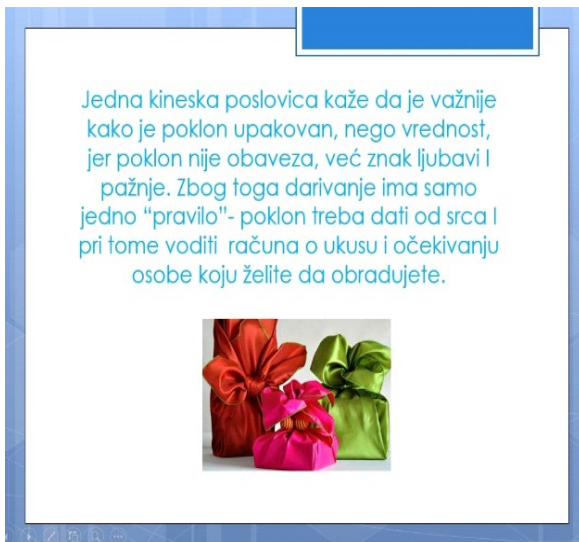 Jedna kineska poslovica kaže da je važnije
kako je poklon upakovan, nego vrednost,
jer poklon nije obaveza, već znak ljubavi I
pažnje. Zbog toga darivanje ima samo
jedno “pravilo”- poklon treba dati od srca I
pri tome voditi  računa o ukusu i očekivanju
osobe koju želite da obradujete.